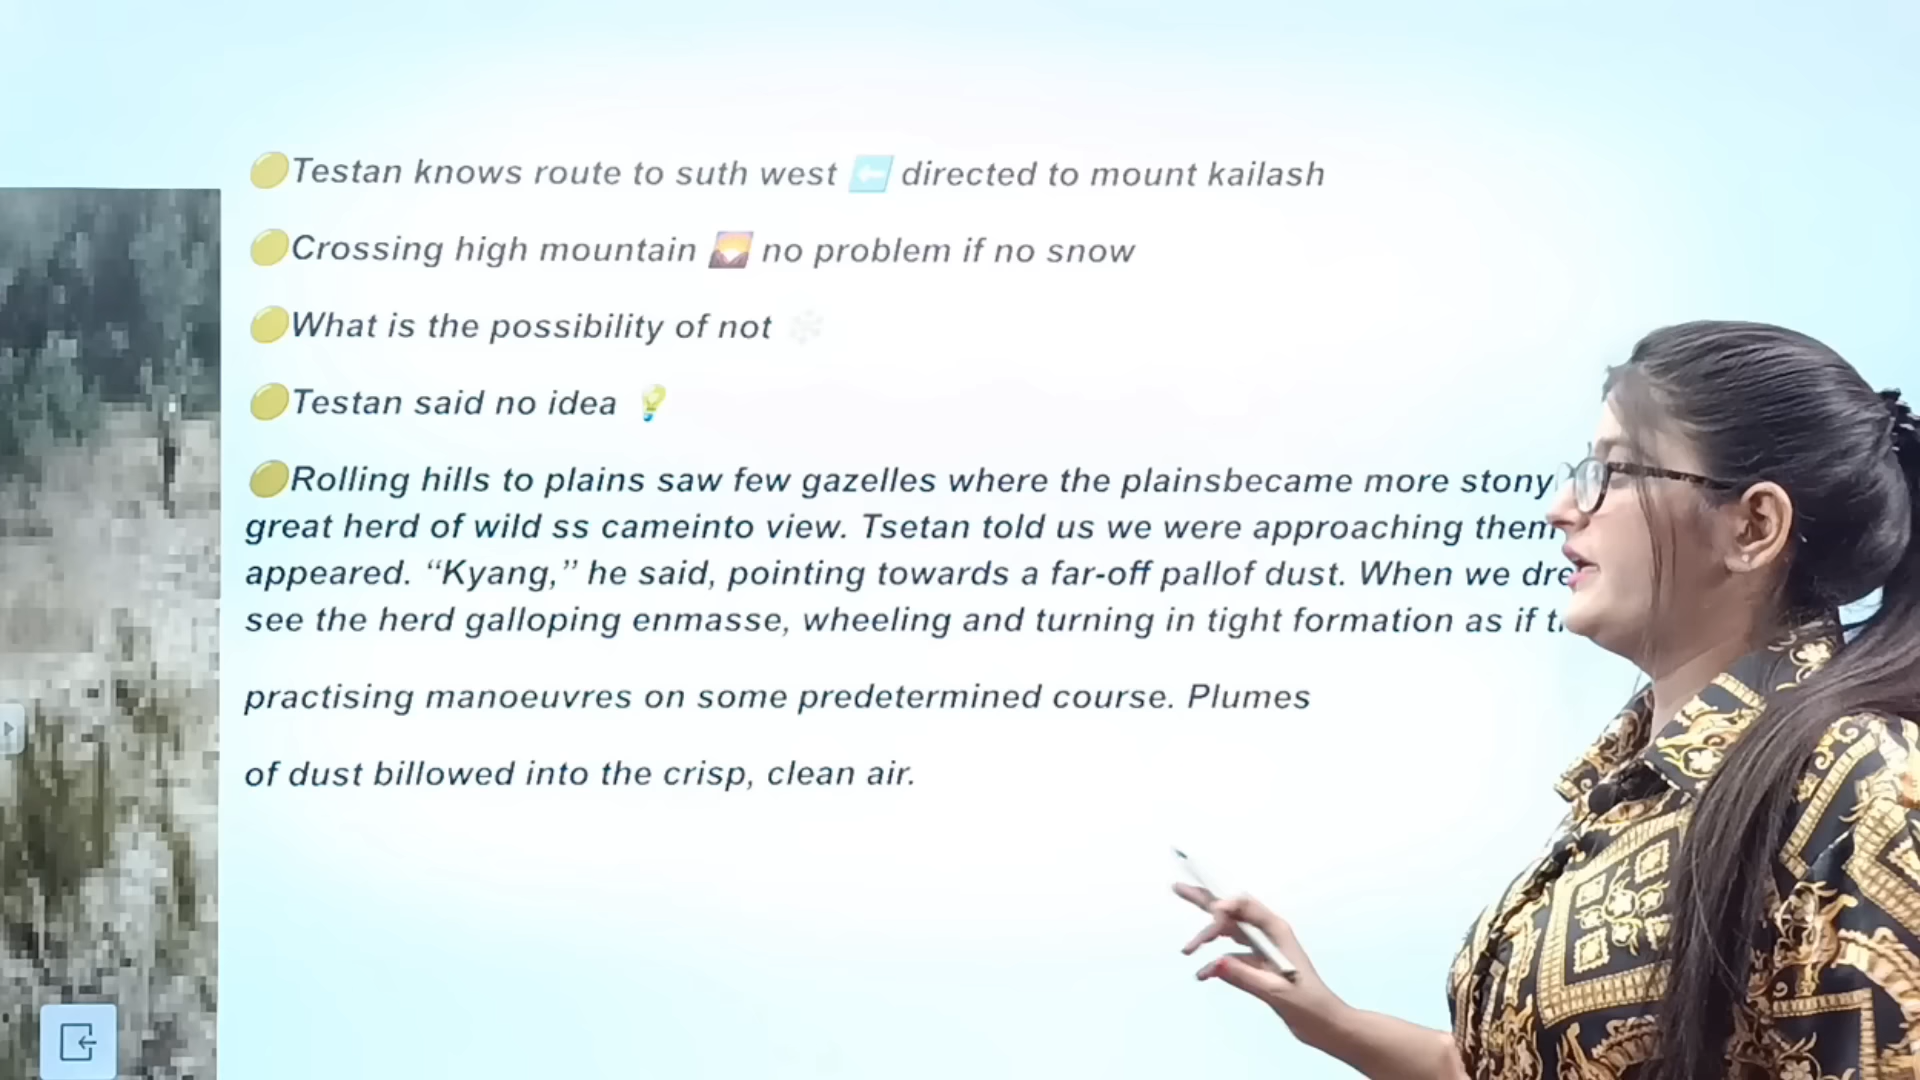 Testan knows route to suth west ⬅️ directed to mount kailash
Crossing high mountain 🌄 no problem if no snow
What is the possibility of not ❄️
Testan said no idea 💡
Rolling hills to plains saw few gazelles where the plainsbecame more stony
great herd of wild ss cameinto view. Tsetan told us we were approaching them
appeared. “Kyang,” he said, pointing towards a far-off pallof dust. When we
see the herd galloping enmasse, wheeling and turning in tight formation as if
practising manoeuvres on some predetermined course. Plumes
of dust billowed into the crisp, clean air.